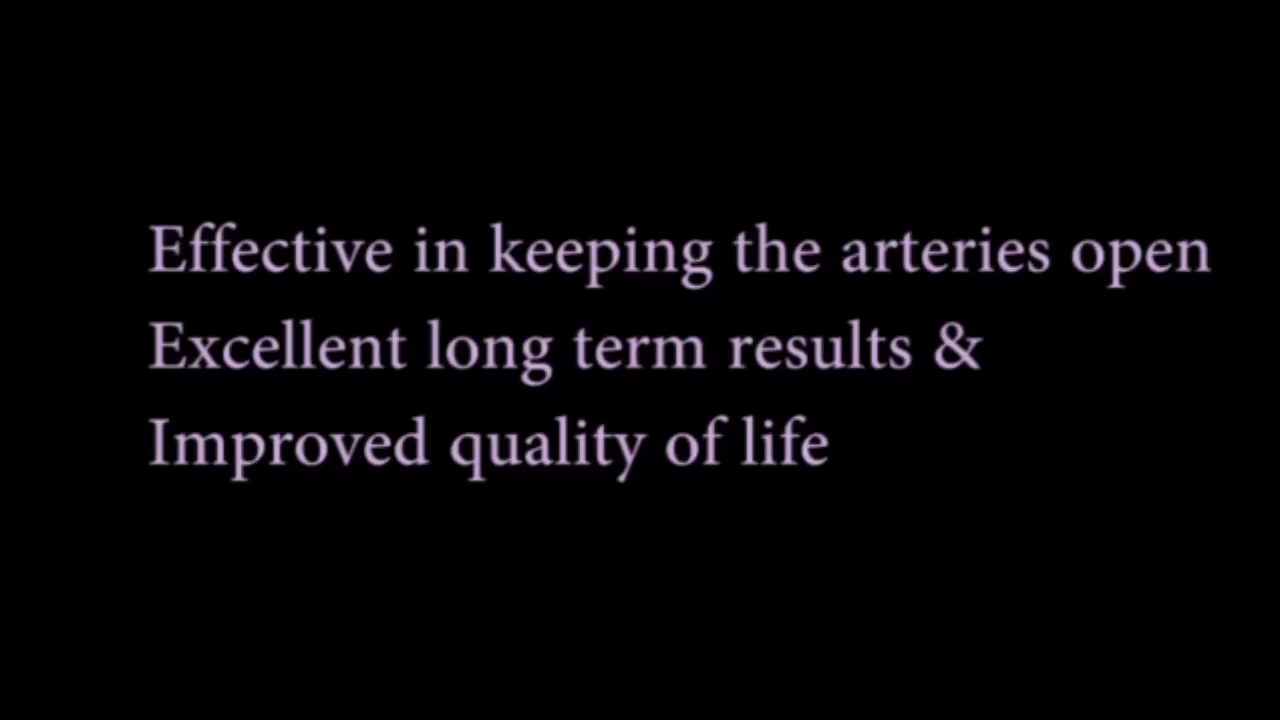 Effective in keeping the arteries open
Excellent long term results &
Improved quality of life